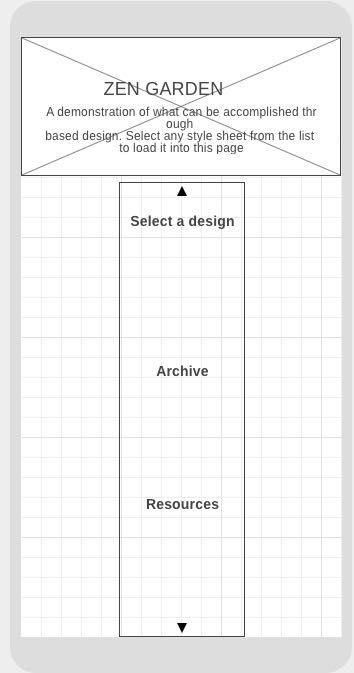 ZEN GARDEN
A demonstration of what can be accomplished thr
ough
based design. Select any style sheet from the list
to load it into this page
Select a design
Archive
Resources